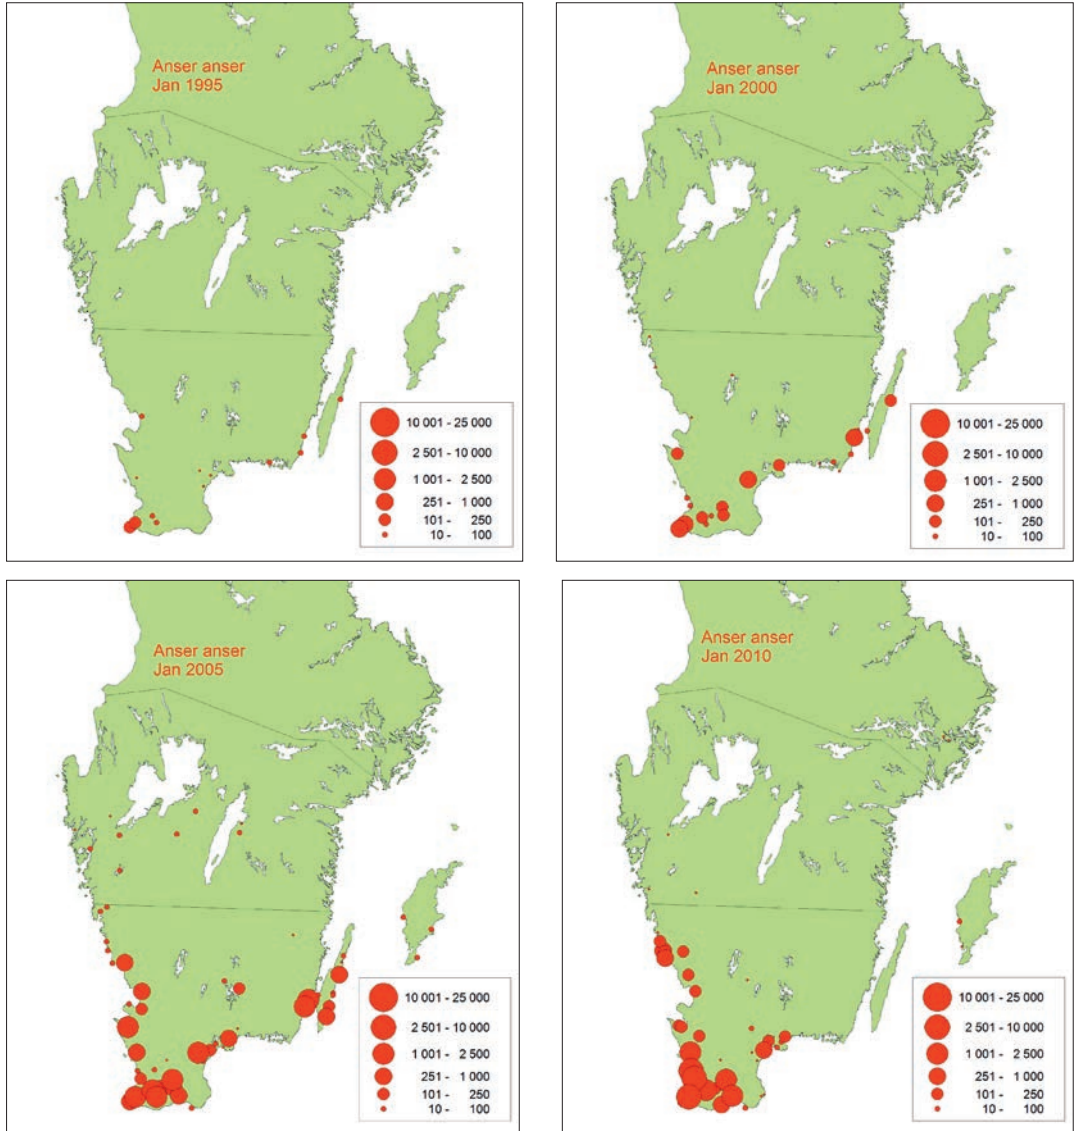 Anser anser
Jan 1995
10 001 - 25 000
2 501 - 10 000
1 001 - 2 500
251 - 1 000
101 - 250
10 - 100
Anser anser
Jan 2000
10 001 - 25 000
2 501 - 10 000
1 001 - 2 500
251 - 1 000
101 - 250
10 - 100
Anser anser
Jan 2005
10 001 - 25 000
2 501 - 10 000
1 001 - 2 500
251 - 1 000
101 - 250
10 - 100
Anser anser
Jan 2010
10 001 - 25 000
2 501 - 10 000
1 001 - 2 500
251 - 1 000
101 - 250
10 - 100